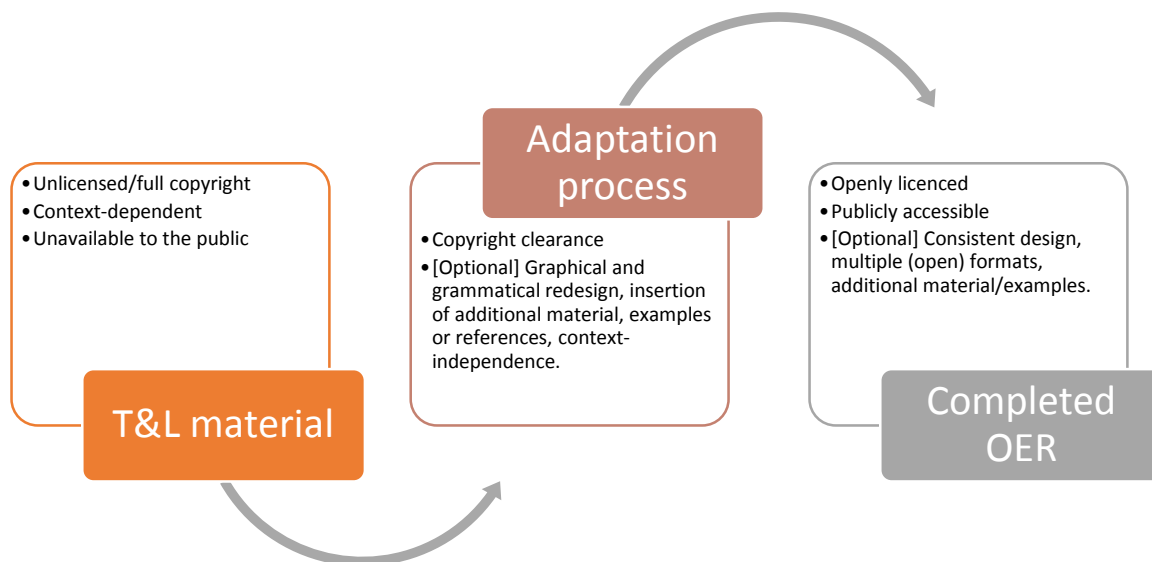 •Unlicensed/full copyright
•Context-dependent
•Unavailable to the public
T&L material
Adaptation
process
•Copyright clearance
•[Optional] Graphical and
grammatical redesign, insertion
of additional material, examples
or references, context-
independence.
•Openly licenced
•Publicly accessible
•[Optional] Consistent design,
multiple (open) formats,
additional material/examples.
Completed
OER